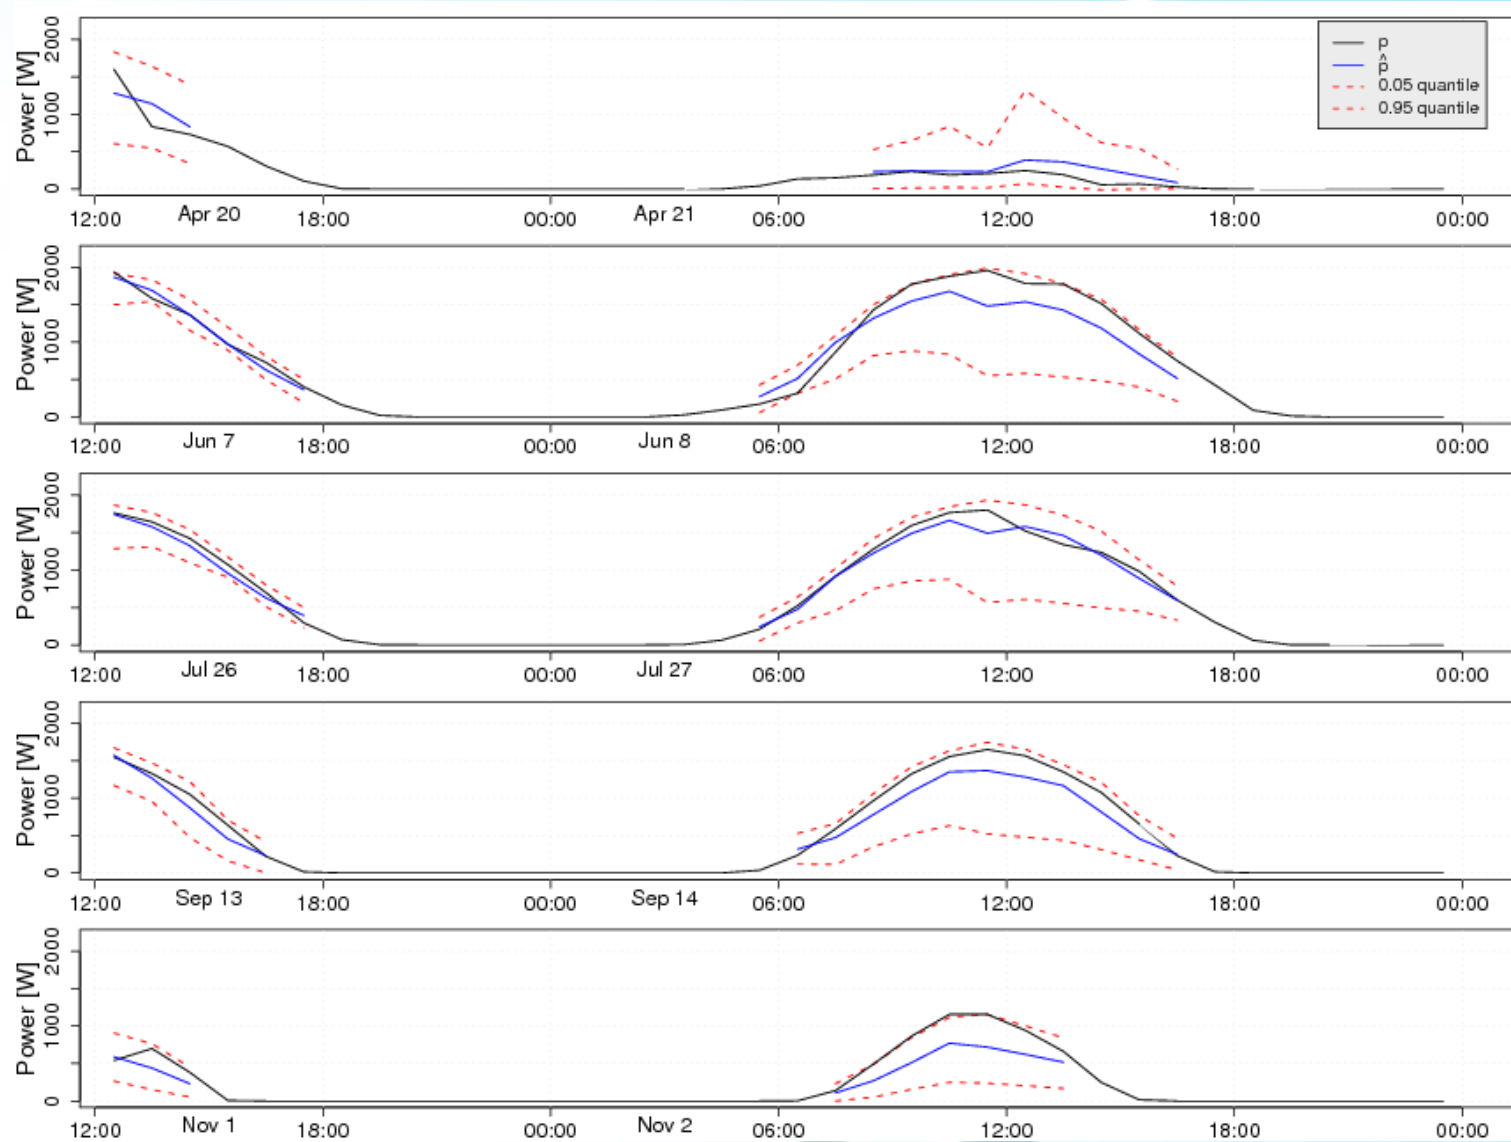 Power [W]
0 1000 2000
p
p̂
0.05 quantile
0.95 quantile
12:00 Apr 20 18:00 00:00 Apr 21 06:00 12:00 18:00 00:00
Power [W]
0 1000 2000
12:00 Jun 7 18:00 00:00 Jun 8 06:00 12:00 18:00 00:00
Power [W]
0 1000 2000
12:00 Jul 26 18:00 00:00 Jul 27 06:00 12:00 18:00 00:00
Power [W]
0 1000 2000
12:00 Sep 13 18:00 00:00 Sep 14 06:00 12:00 18:00 00:00
Power [W]
0 1000 2000
12:00 Nov 1 18:00 00:00 Nov 2 06:00 12:00 18:00 00:00